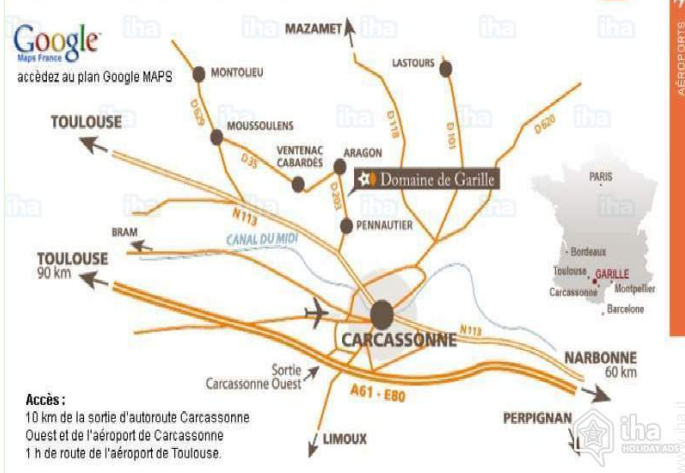 Google
Maps France
accèdez au plan Google MAPS
MAZAMET
LASTOURS
MONTOLIEU
AÉROPORTS
TOULOUSE
D629
MOUSSOULENS
D118
D101
D620
D35
VENTENAC
CABARDÈS
ARAGON
Domaine de Garille
D203
PENNAUTIER
N113
BRAM
CANAL DU MIDI
TOULOUSE
90 km
PARIS
Bordeaux
Toulouse
GARILLE
Carcassonne
Montpellier
Barcelone
CARCASSONNE
N113
NARBONNE
60 km
Sortie
Carcassonne Ouest
A61 - E80
PERPIGNAN
LIMOUX
Accès :
10 km de la sortie d'autoroute Carcassonne
Ouest et de l'aéroport de Carcassonne
1 h de route de l'aéroport de Toulouse.
iha
HOLIDAY ADS
www.iha.it